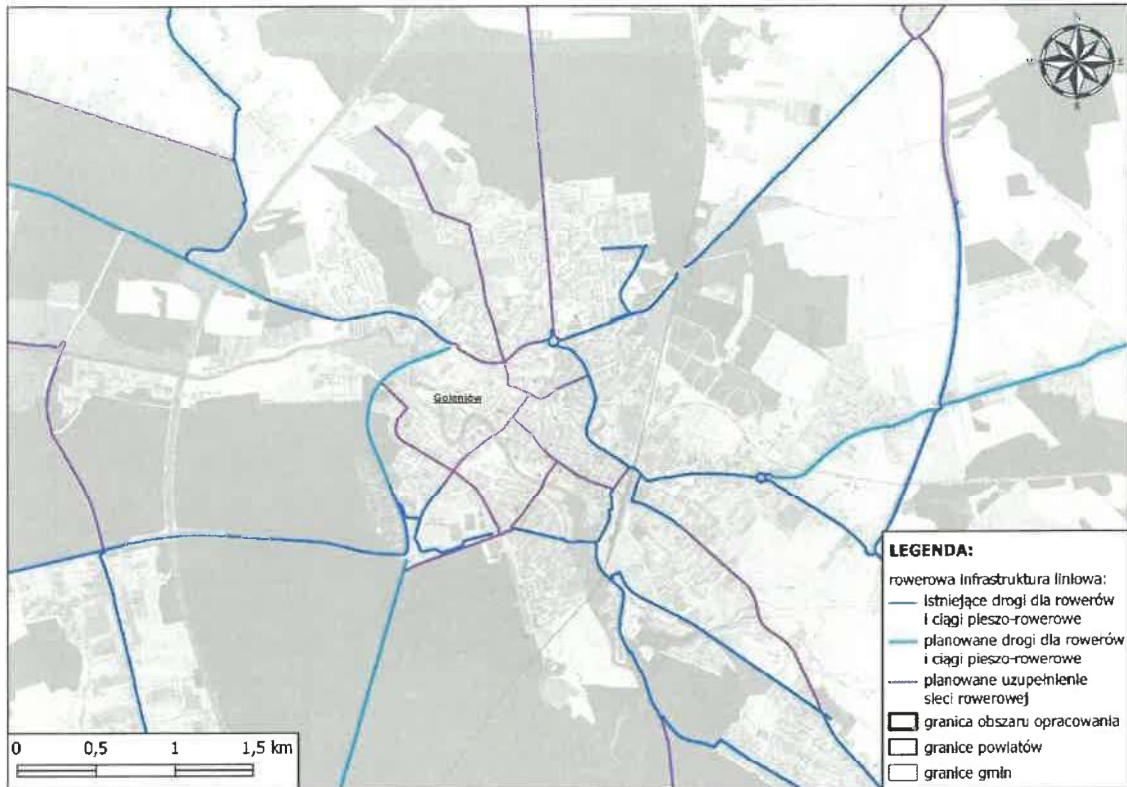 Goleniów
LEGENDA:
rowerowa infrastruktura liniowa:
istniejące drogi dla rowerów
i ciągi pieszo-rowerowe
planowane drogi dla rowerów
i ciągi pieszo-rowerowe
planowane uzupełnienie
sieci rowerowej
granica obszaru opracowania
granice powiatów
granice gmin
0 0,5 1 1,5 km